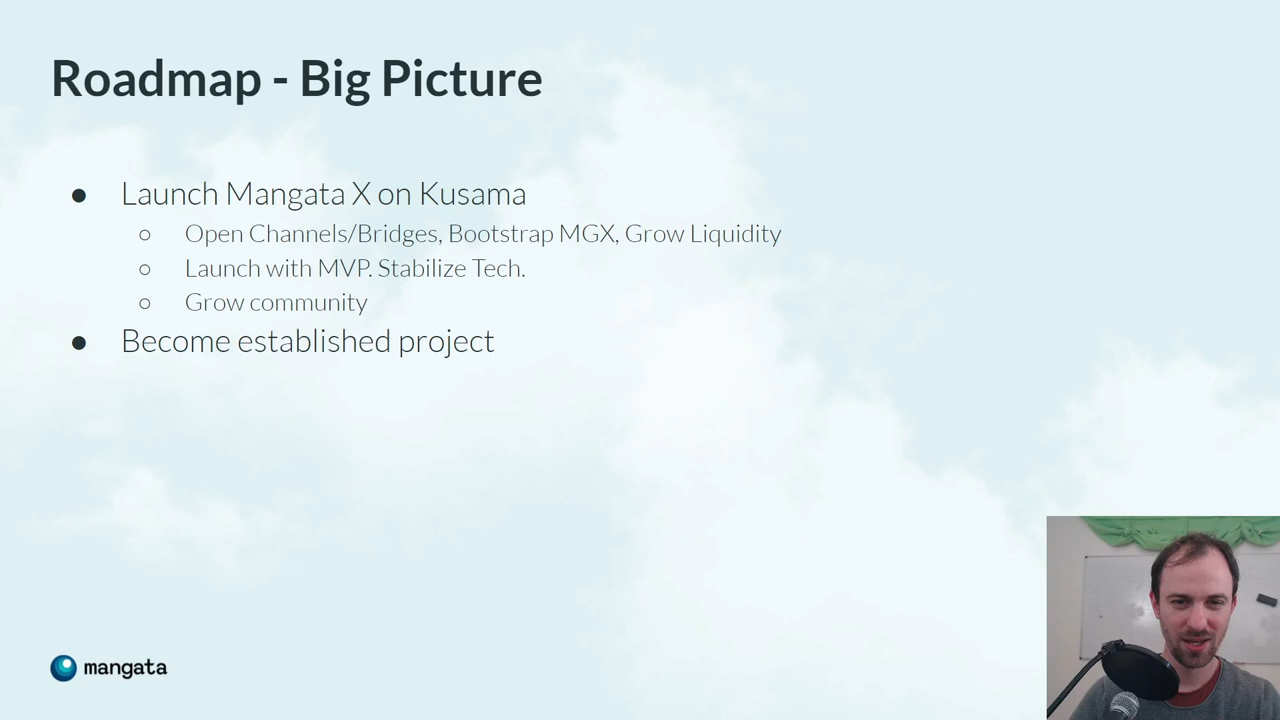 Roadmap - Big Picture
● Launch Mangata X on Kusama
○ Open Channels/Bridges, Bootstrap MGX, Grow Liquidity
○ Launch with MVP. Stabilize Tech.
○ Grow community
● Become established project
mangata